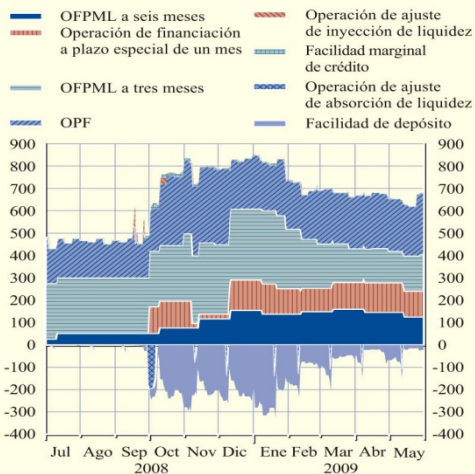 OFPML a seis meses
Operación de financiación
a plazo especial de un mes
OFPML a tres meses
OPF
Operación de ajuste
de inyección de liquidez
Facilidad marginal
de crédito
Operación de ajuste
de absorción de liquidez
Facilidad de depósito
900 900
800 800
700 700
600 600
500 500
400 400
300 300
200 200
100 100
0 0
-100 -100
-200 -200
-300 -300
-400 -400
Jul Ago Sep Oct Nov Dic Ene Feb Mar Abr May
2008 2009